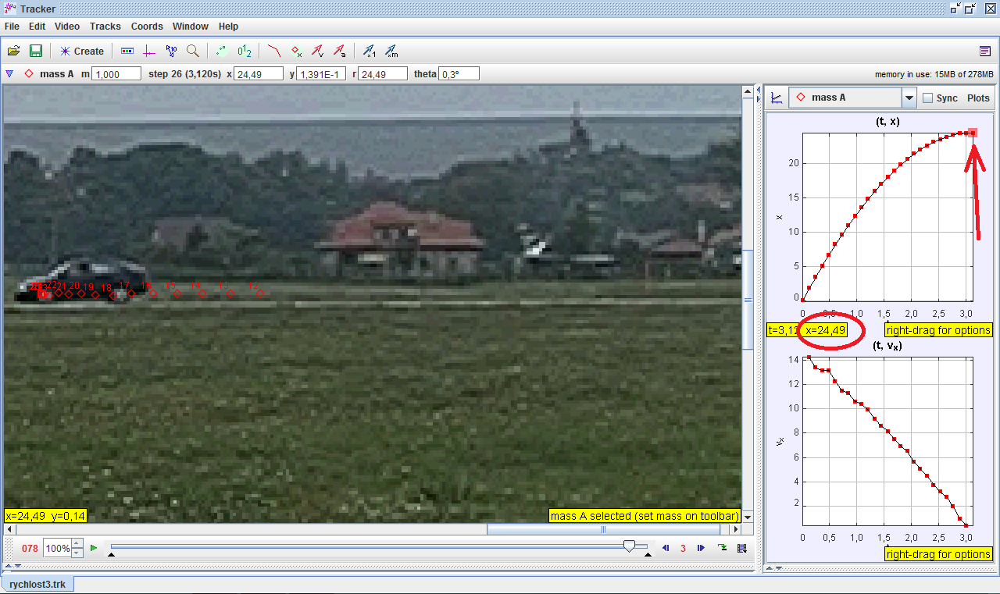 Tracker
File Edit Video Tracks Coords Window Help
Create
mass A m 1,000 step 26 (3,120s) x 24,49 y 1,391E-1 r 24,49 theta 0,3º
memory in use: 15MB of 278MB
mass A Sync Plots
(t, x)
20
15
x
10
5
0
0 0,5 1,0 1,5 2,0 2,5 3,0
t=3,12 x=24,49 right-drag for options
t
(t, vx)
14
12
10
vx
8
6
4
2
0 0,5 1,0 1,5 2,0 2,5 3,0
t
right-drag for options
22 21 20 19 18 17 16 15 14 13 12
x=24,49 y=0,14
mass A selected (set mass on toolbar)
078 100% 3
rychlost3.trk